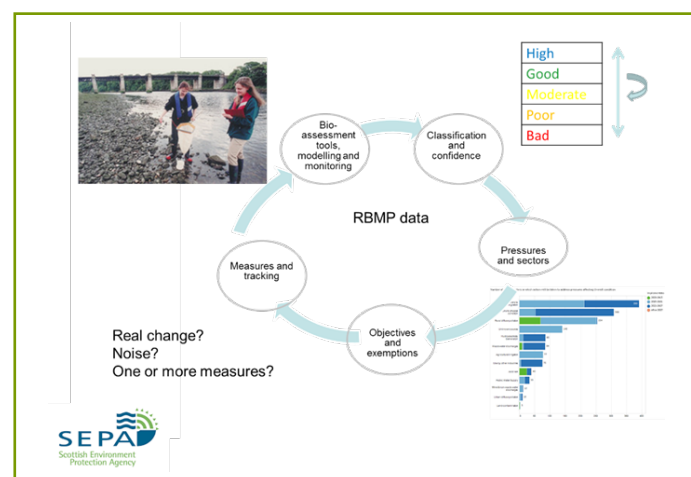 High
Good
Moderate
Poor
Bad
Bio-
assessment
tools,
modelling and
monitoring
Classification
and
confidence
RBMP data
Pressures
and sectors
Measures and
tracking
Objectives
and
exemptions
Real change?
Noise?
One or more measures?
SEPA
Scottish Environment
Protection Agency